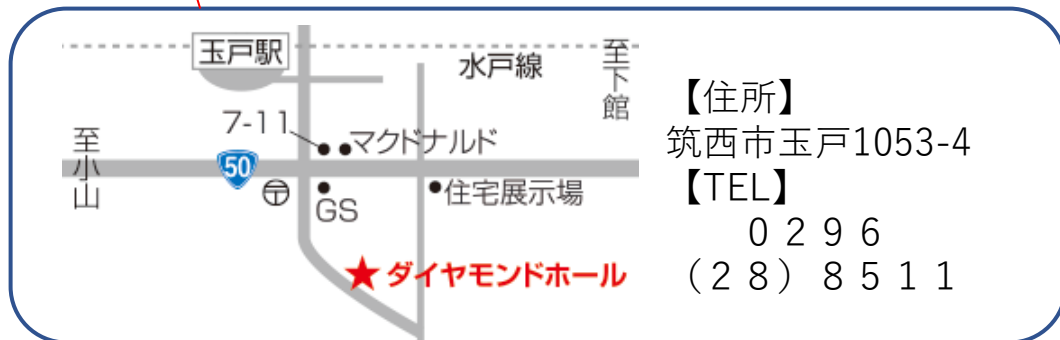 玉戸駅
水戸線
至下館
至小山
7-11
マクドナルド
50
〒
GS
住宅展示場
★ダイヤモンドホール
【住所】
筑西市玉戸1053-4
【TEL】
０２９６
（２８）８５１１